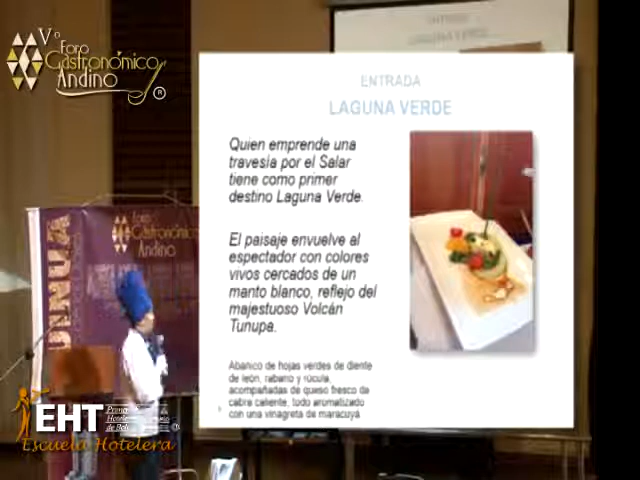 Vº
Foro
Gastronómico
Andino
®
ENTRADA
LAGUNA VERDE
Quien emprende una
travesía por el Salar
tiene como primer
destino Laguna Verde.
El paisaje envuelve al
espectador con colores
vivos cercados de un
manto blanco, reflejo del
majestuoso Volcán
Tunupa.
Abanico de hojas verdes de diente
de león, rabano y rúcula,
acompañadas de queso fresco de
cabra caliente, todo aromatizado
con una vinagreta de maracuyá
Foro
Gastronómico
Andino
EHT
Escuela Hotelera